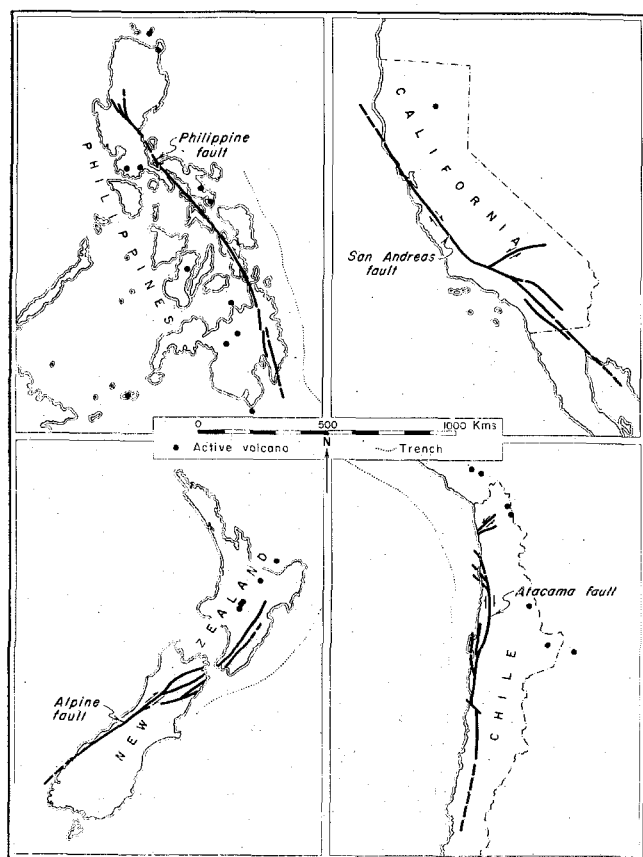 PHILIPPINES
Philippine
fault
CALIFORNIA
San Andreas
fault
0 500 1000 Kms
N
Active volcano Trench
NEW ZEALAND
Alpine
fault
Atacama fault
CHILE